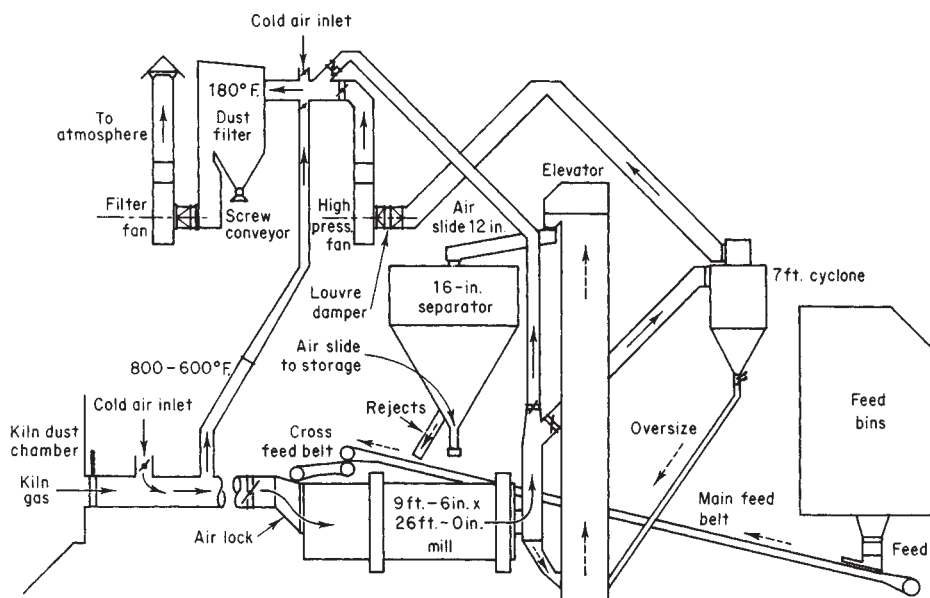 Cold air inlet
180°F.
To
atmosphere
Dust
filter
Elevator
Filter
fan
Screw
conveyor
High
press.
fan
Air
slide 12 in.
7ft. cyclone
16-in.
separator
Louvre
damper
Air slide
to storage
800-600°F.
Cold air inlet
Rejects
Feed
bins
Kiln dust
chamber
Cross
feed belt
Oversize
Kiln
gas
9ft.-6in. x
26ft.-0in.
mill
Main feed
belt
Air lock
Feed